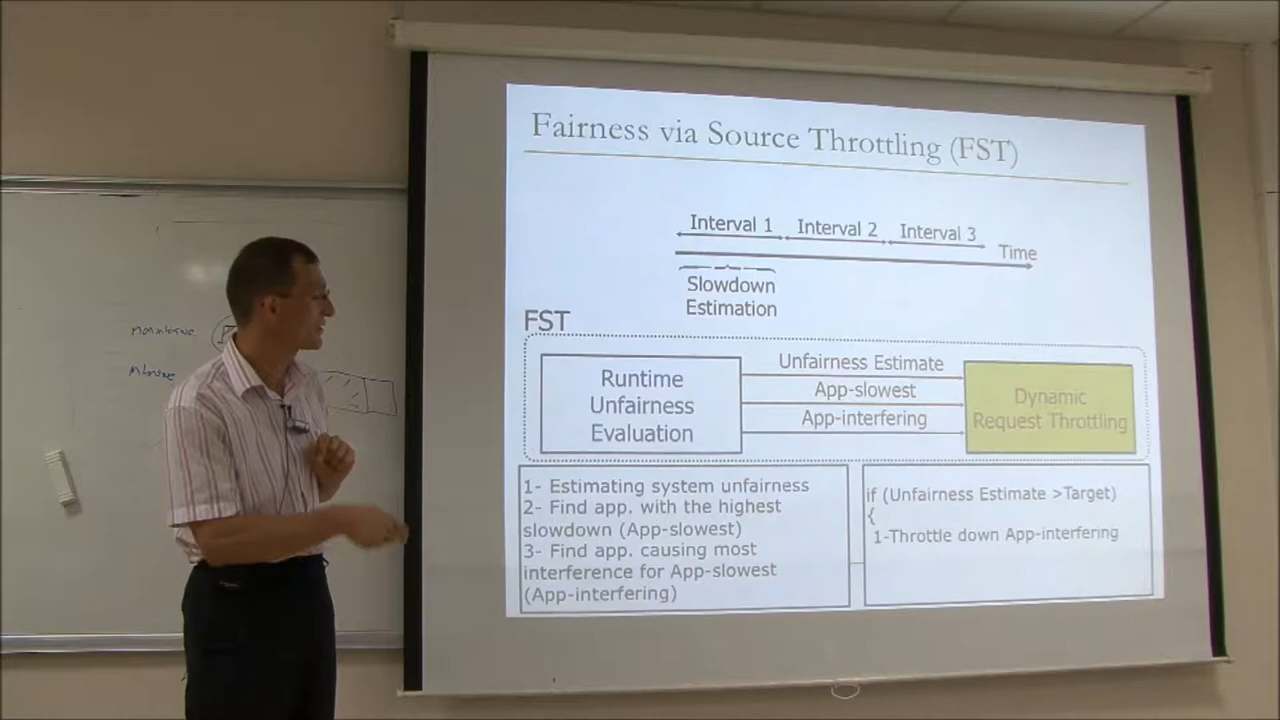 Fairness via Source Throttling (FST)
Interval 1
Interval 2
Interval 3
Time
Slowdown
Estimation
FST
Runtime
Unfairness
Evaluation
Unfairness Estimate
App-slowest
App-interfering
Dynamic
Request Throttling
1- Estimating system unfairness
2- Find app. with the highest
slowdown (App-slowest)
3- Find app. causing most
interference for App-slowest
(App-interfering)
if (Unfairness Estimate >Target)
{
1-Throttle down App-interfering